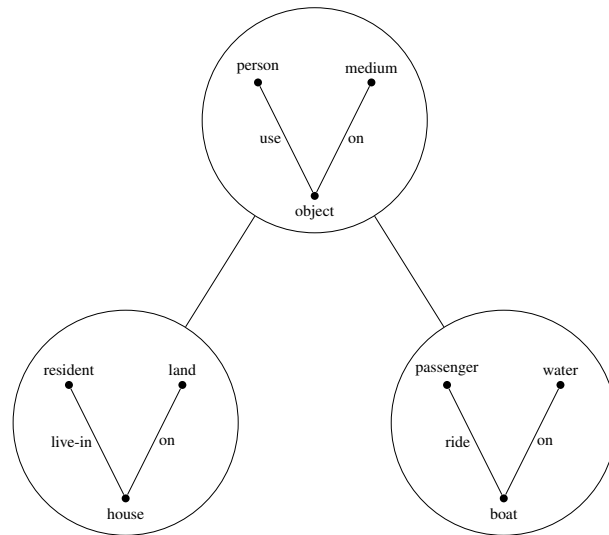 person medium
use on
object
resident land
live-in on
house
passenger water
ride on
boat